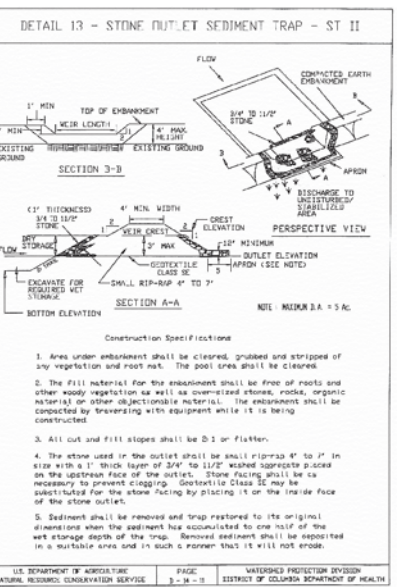 DETAIL 13 - STONE OUTLET SEDIMENT TRAP - ST II
FLOW
COMPACTED EARTH
EMBANKMENT
1' MIN
TOP OF EMBANKMENT
WEIR LENGTH
3/4" TO 1 1/2"
STONE
A
B
MIN
4' MAX.
HEIGHT
EXISTING
GROUND
EXISTING GROUND
SECTION B-B
B
A
APRON
DISCHARGE TO
UNDISTURBED/
STABILIZED
AREA
PERSPECTIVE VIEW
(1' THICKNESS)
3/4 TO 1 1/2"
STONE
4' MIN. WIDTH
CREST
ELEVATION
WEIR CREST
DRY
STORAGE
3' MAX
12" MINIMUM
FLOW
OUTLET ELEVATION
GEOTEXTILE
CLASS SE
APRON (SEE NOTE)
5
EXCAVATE FOR
REQUIRED WET
STORAGE
SMALL RIP-RAP 4" TO 7"
SECTION A-A
BOTTOM ELEVATION
NOTE: MAXIMUM D.A. = 5 Ac.
Construction Specifications
1. Area under embankment shall be cleared, grubbed and stripped of
any vegetation and root mat. The pool area shall be cleared.
2. The fill material for the embankment shall be free of roots and
other woody vegetation as well as over-sized stones, rocks, organic
material or other objectionable material. The embankment shall be
compacted by traversing with equipment while it is being
constructed.
3. All cut and fill slopes shall be 2:1 or flatter.
4. The stone used in the outlet shall be small rip-rap 4" to 7" in
size with a 1' thick layer of 3/4" to 1 1/2" washed aggregate placed
on the upstream face of the outlet. Stone facing shall be as
necessary to prevent clogging. Geotextile Class SE may be
substituted for the stone facing by placing it on the inside face
of the stone outlet.
5. Sediment shall be removed and trap restored to its original
dimensions when the sediment has accumulated to one half of the
wet storage depth of the trap. Removed sediment shall be deposited
in a suitable area and in such a manner that it will not erode.
U.S. DEPARTMENT OF AGRICULTURE
NATURAL RESOURCE CONSERVATION SERVICE
PAGE
WATERSHED PROTECTION DIVISION
DISTRICT OF COLUMBIA DEPARTMENT OF HEALTH